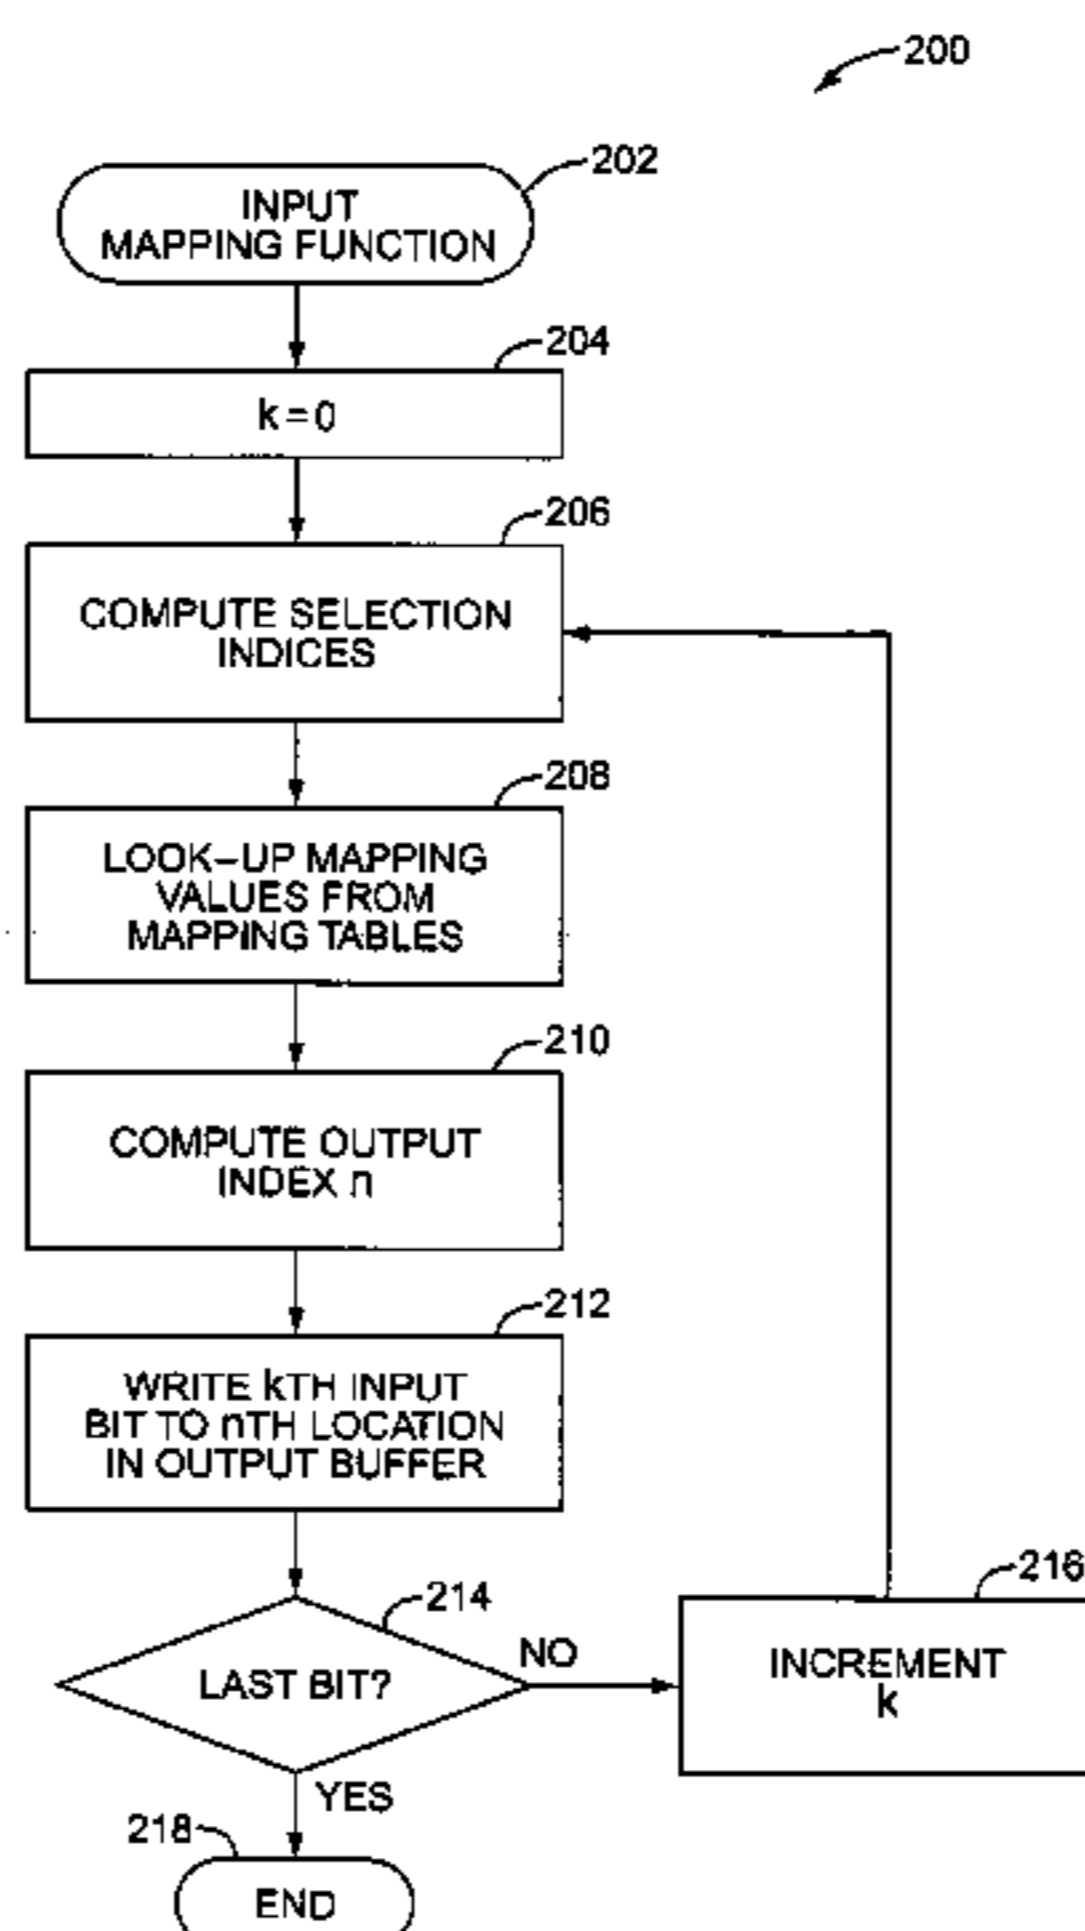 200
202
INPUT
MAPPING FUNCTION
204
k = 0
206
COMPUTE SELECTION
INDICES
208
LOOK-UP MAPPING
VALUES FROM
MAPPING TABLES
210
COMPUTE OUTPUT
INDEX n
212
WRITE kTH INPUT
BIT TO nTH LOCATION
IN OUTPUT BUFFER
214
LAST BIT?
NO
216
INCREMENT
k
YES
218
END